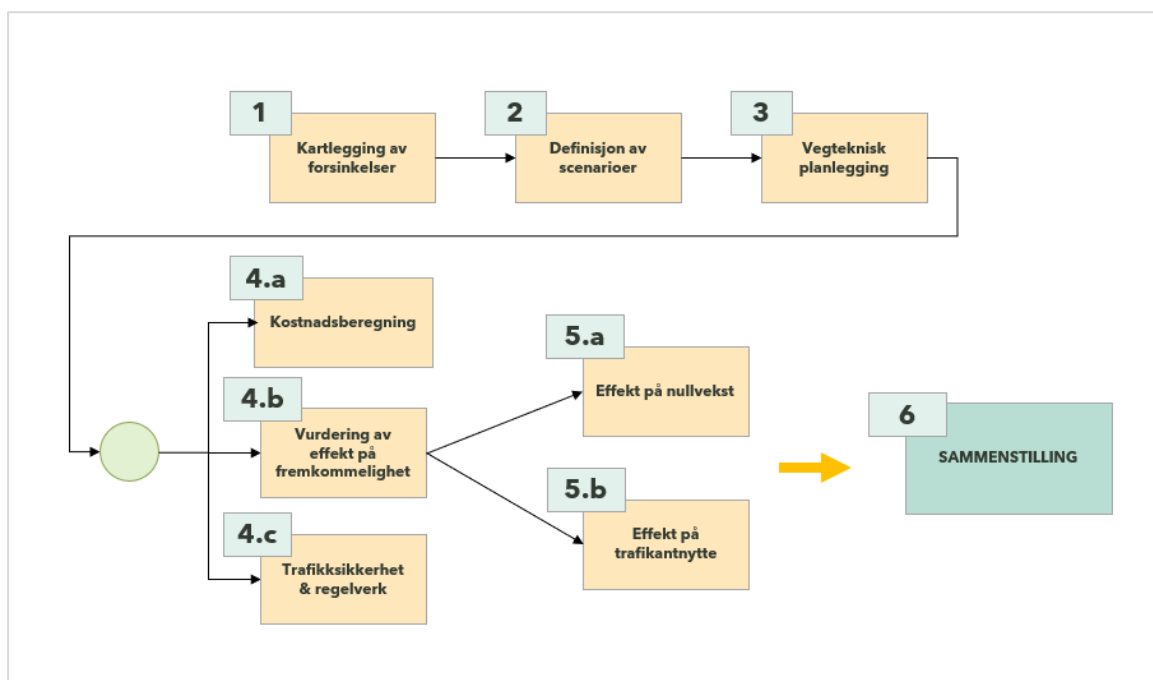 1
Kartlegging av
forsinkelser
2
Definisjon av
scenarioer
3
Vegteknisk
planlegging
4.a
Kostnadsberegning
4.b
Vurdering av
effekt på
fremkommelighet
4.c
Trafikksikkerhet
& regelverk
5.a
Effekt på nullvekst
5.b
Effekt på
trafikantnytte
6
SAMMENSTILLING